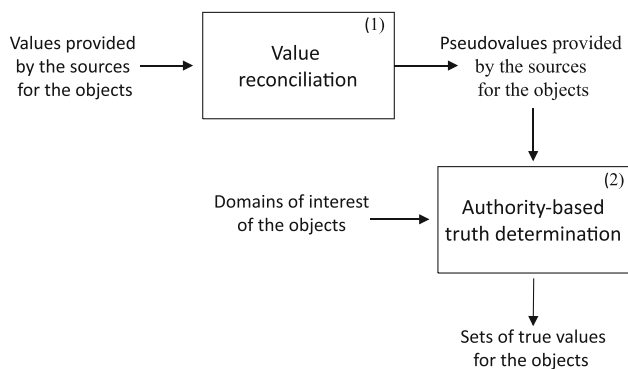 Values provided
by the sources
for the objects
(1)
Value
reconciliation
Pseudovalues provided
by the sources
for the objects
Domains of interest
of the objects
(2)
Authority-based
truth determination
Sets of true values
for the objects